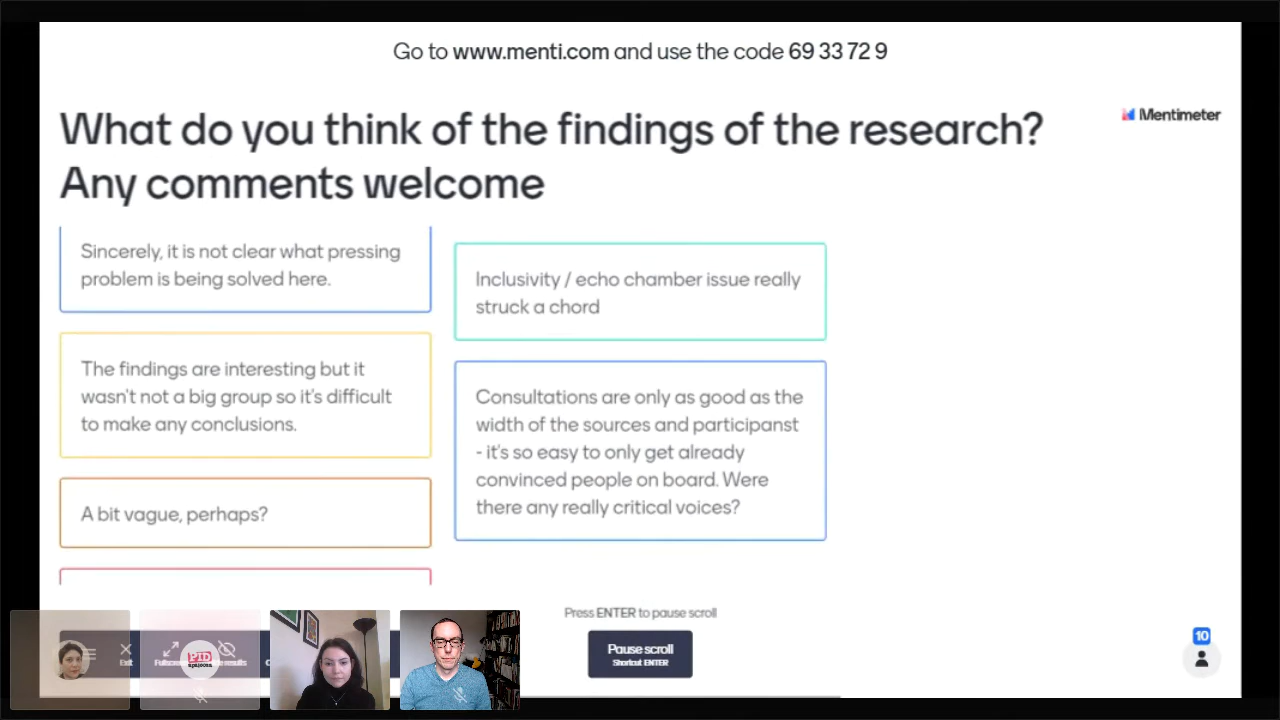 Go to www.menti.com and use the code 69 33 72 9
Mentimeter
What do you think of the findings of the research?
Any comments welcome
Sincerely, it is not clear what pressing
problem is being solved here.
The findings are interesting but it
wasn't not a big group so it's difficult
to make any conclusions.
A bit vague, perhaps?
Inclusivity / echo chamber issue really
struck a chord
Consultations are only as good as the
width of the sources and participanst
- it's so easy to only get already
convinced people on board. Were
there any really critical voices?
Press ENTER to pause scroll
Pause scroll
Shortcut ENTER
10
Exit
PID